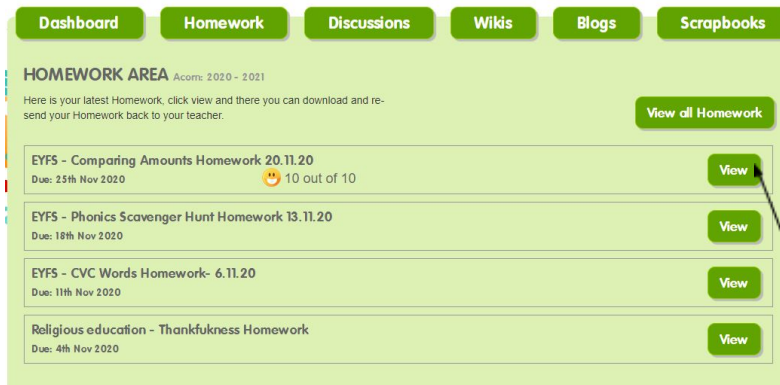 Dashboard Homework Discussions Wikis Blogs Scrapbooks
HOMEWORK AREA Acorn: 2020 - 2021
Here is your latest Homework, click view and there you can download and re-
send your Homework back to your teacher.
View all Homework
EYFS - Comparing Amounts Homework 20.11.20
Due: 25th Nov 2020 10 out of 10
View
EYFS - Phonics Scavenger Hunt Homework 13.11.20
Due: 18th Nov 2020
View
EYFS - CVC Words Homework- 6.11.20
Due: 11th Nov 2020
View
Religious education - Thankfukness Homework
Due: 4th Nov 2020
View